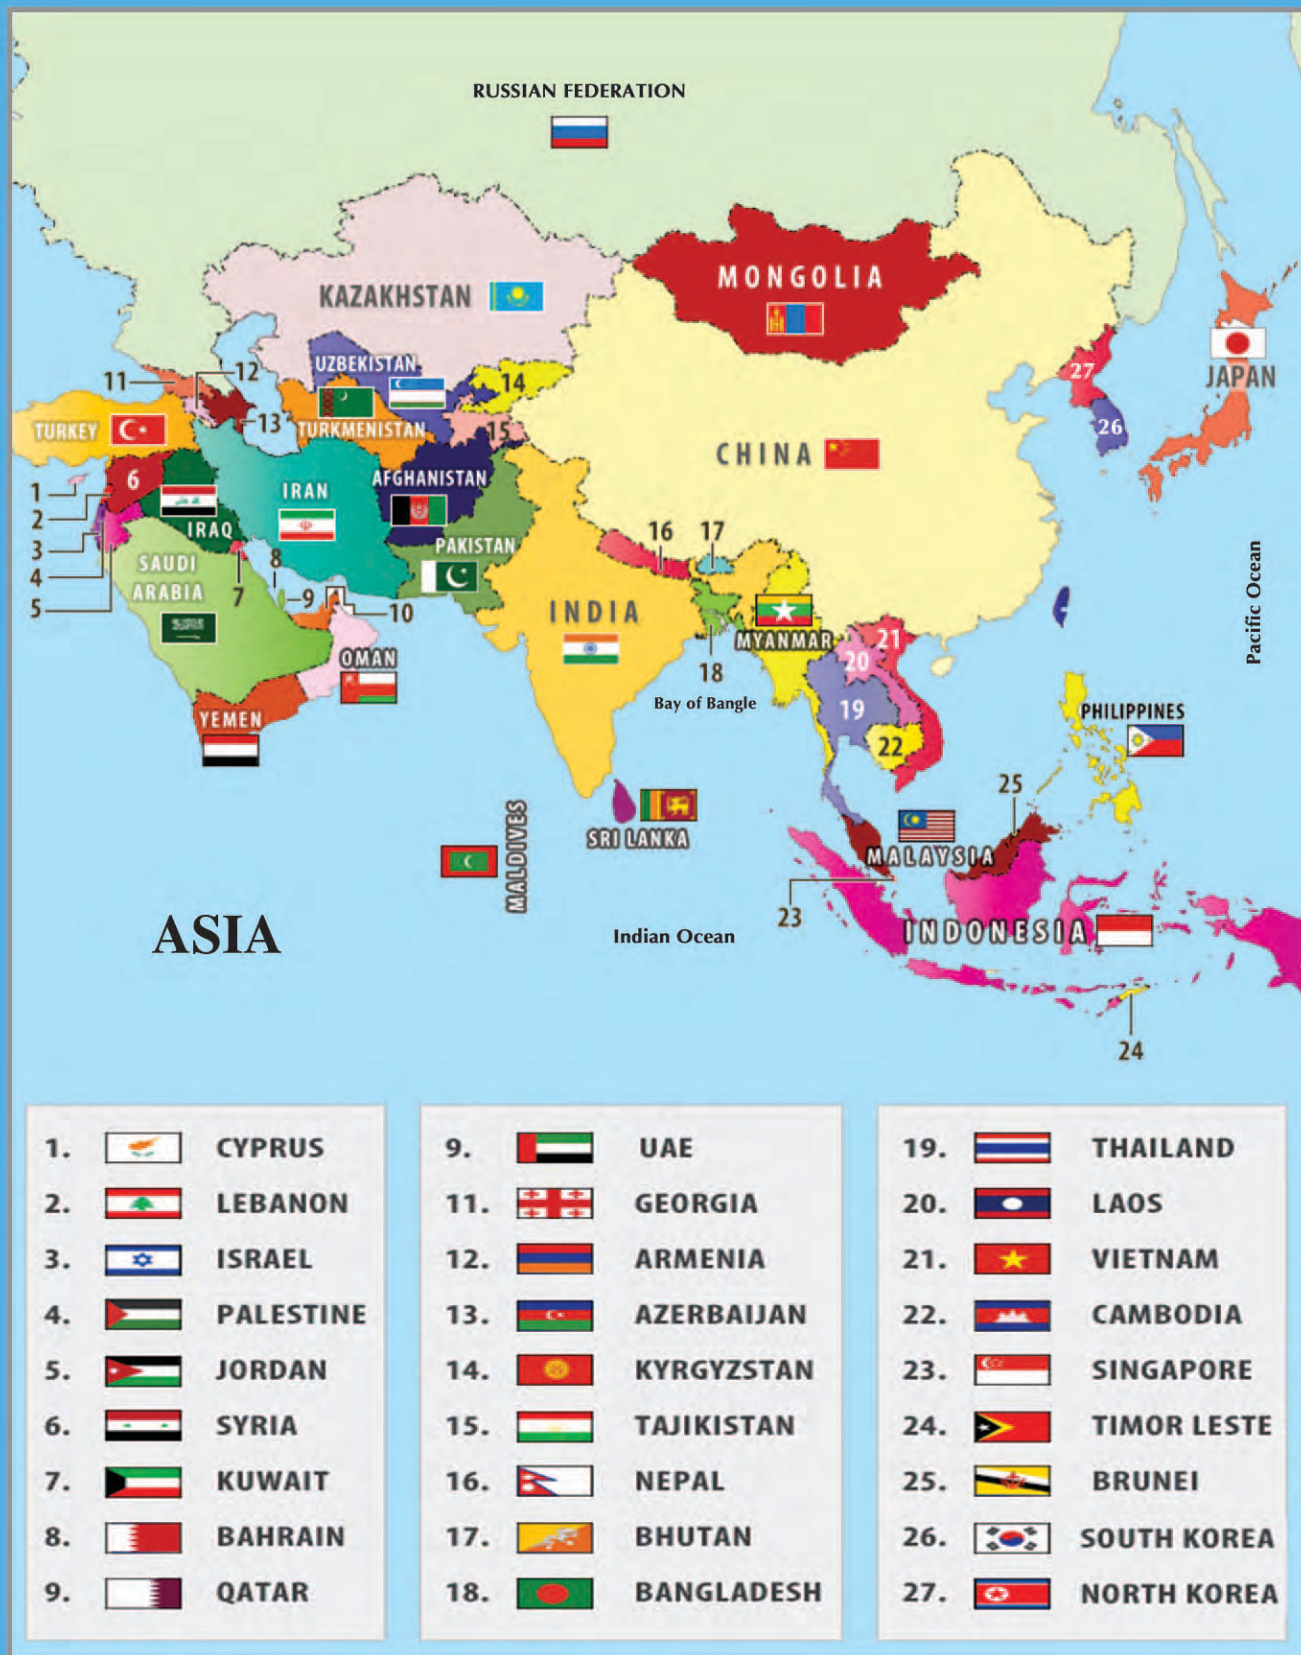 RUSSIAN FEDERATION
KAZAKHSTAN
MONGOLIA
UZBEKISTAN
12
14
11
27
JAPAN
TURKEY
13
TURKMENISTAN
15
26
CHINA
6
AFGHANISTAN
1
IRAN
2
IRAQ
16
17
3
PAKISTAN
SAUDI
ARABIA
8
4
7
9
10
5
INDIA
Pacific Ocean
MYANMAR
21
20
OMAN
18
Bay of Bangle
19
YEMEN
PHILIPPINES
22
25
MALDIVES
SRI LANKA
MALAYSIA
23
ASIA
Indian Ocean
INDONESIA
24
1. CYPRUS
2. LEBANON
3. ISRAEL
4. PALESTINE
5. JORDAN
6. SYRIA
7. KUWAIT
8. BAHRAIN
9. QATAR
9. UAE
11. GEORGIA
12. ARMENIA
13. AZERBAIJAN
14. KYRGYZSTAN
15. TAJIKISTAN
16. NEPAL
17. BHUTAN
18. BANGLADESH
19. THAILAND
20. LAOS
21. VIETNAM
22. CAMBODIA
23. SINGAPORE
24. TIMOR LESTE
25. BRUNEI
26. SOUTH KOREA
27. NORTH KOREA